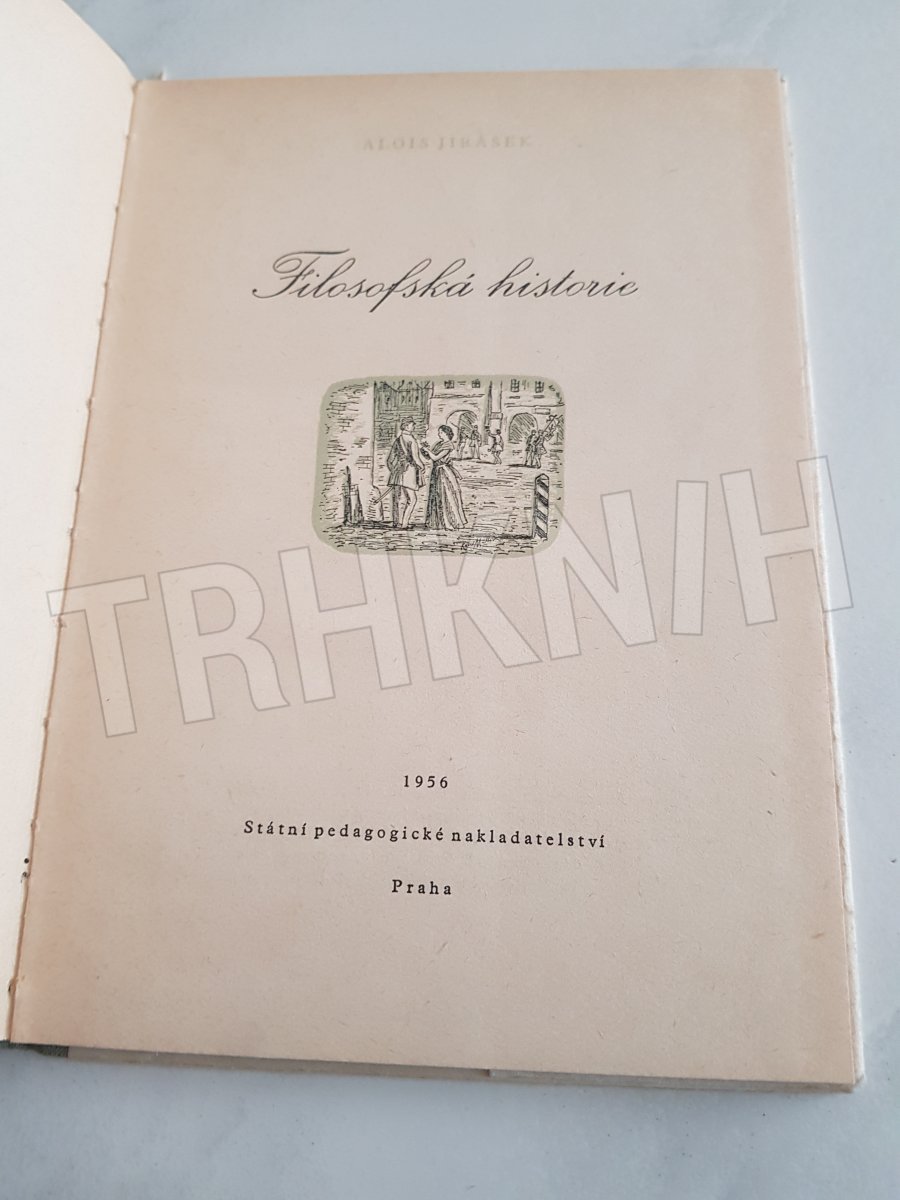 ALOIS JIRÁSEK
Filosofská historie
TRHKNIH
1956
Státní pedagogické nakladatelství
Praha